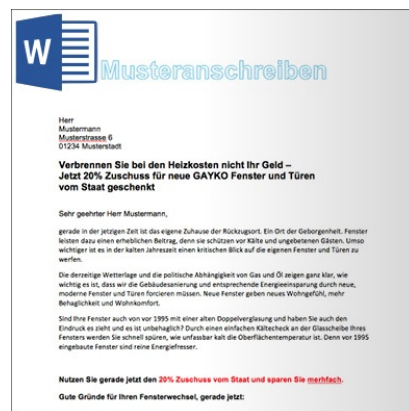 W
Musteranschreiben
Herr
Mustermann
Musterstrasse 6
01234 Musterstadt
Verbrennen Sie bei den Heizkosten nicht Ihr Geld –
Jetzt 20% Zuschuss für neue GAYKO Fenster und Türen
vom Staat geschenkt
Sehr geehrter Herr Mustermann,
gerade in der jetzigen Zeit ist das eigene Zuhause der Rückzugsort. Ein Ort der Geborgenheit. Fenster
leisten dazu einen erheblichen Beitrag, denn sie schützen vor Kälte und ungebetenen Gästen. Umso
wichtiger ist es in der kalten Jahreszeit einen kritischen Blick auf die eigenen Fenster und Türen zu
werfen.
Die derzeitige Wetterlage und die politische Abhängigkeit von Gas und Öl zeigen ganz klar, wie
wichtig es ist, dass wir die Gebäudesanierung und entsprechende Energieeinsparung durch neue,
moderne Fenster und Türen forcieren müssen. Neue Fenster geben neues Wohngefühl, mehr
Behaglichkeit und Wohnkomfort.
Sind Ihre Fenster auch von vor 1995 mit einer alten Doppelverglasung und haben Sie auch den
Eindruck es zieht und es ist unbehaglich? Durch einen einfachen Kältecheck an der Glasscheibe Ihres
Fensters werden Sie schnell spüren, wie unfassbar kalt die Oberflächentemperatur ist. Denn vor 1995
eingebaute Fenster sind reine Energiefresser.
Nutzen Sie gerade jetzt den 20% Zuschuss vom Staat und sparen Sie merhfach.
Gute Gründe für Ihren Fensterwechsel, gerade jetzt: